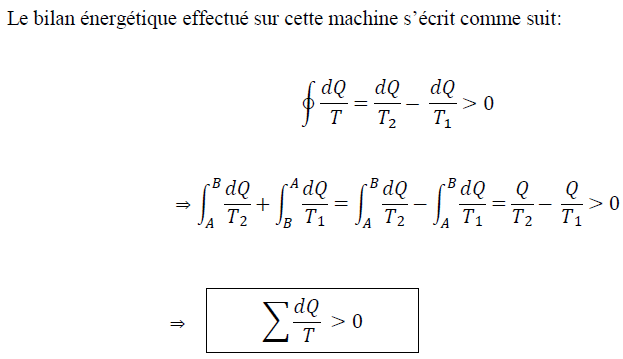 Le bilan énergétique effectué sur cette machine s’écrit comme suit:
∮ dQ/T = dQ/T₂ − dQ/T₁ > 0
⇒ ∫_A^B dQ/T₂ + ∫_B^A dQ/T₁ = ∫_A^B dQ/T₂ − ∫_A^B dQ/T₁ = Q/T₂ − Q/T₁ > 0
⇒ ∑ dQ/T > 0